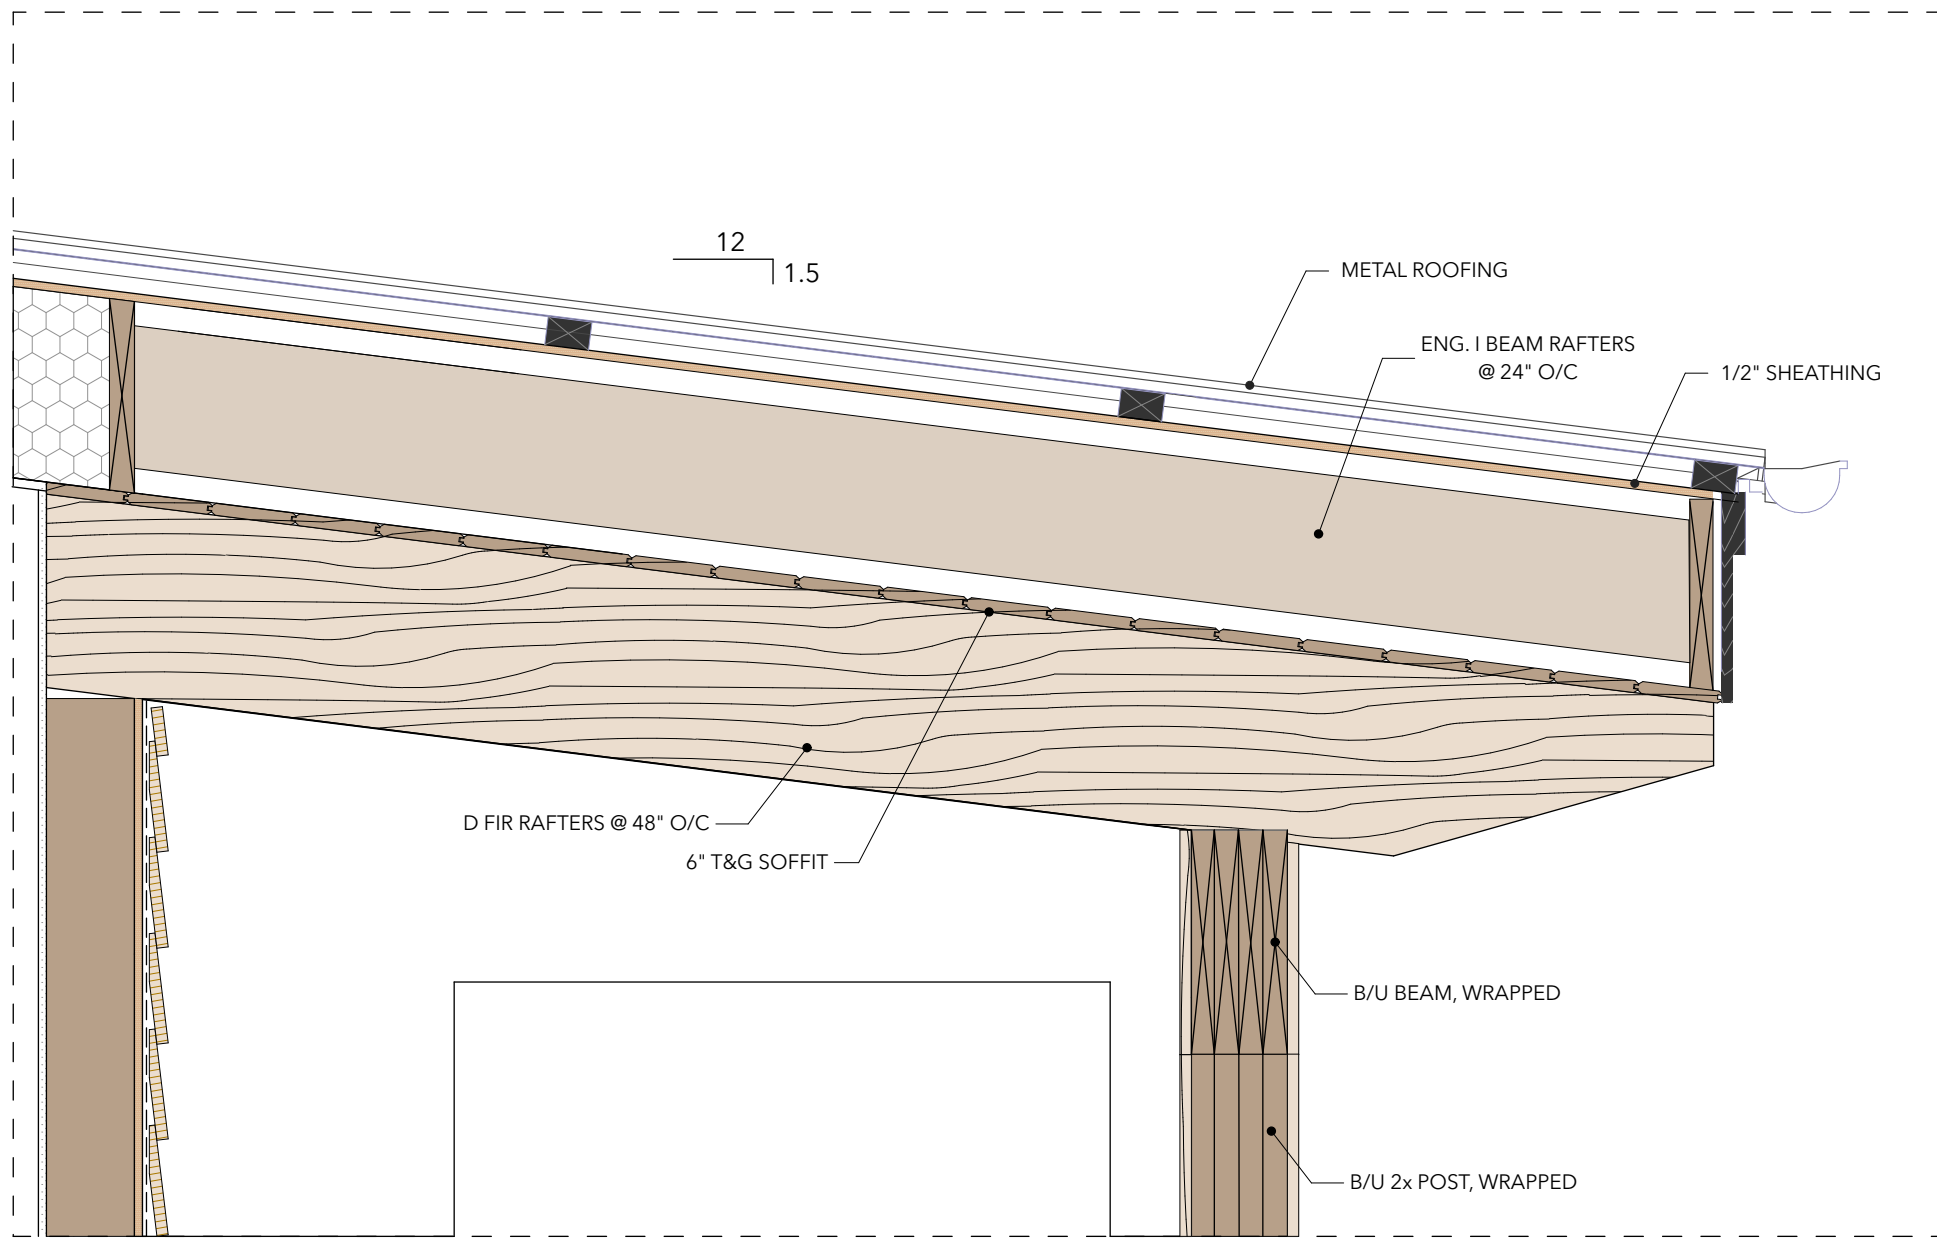 12
1.5
METAL ROOFING
ENG. I BEAM RAFTERS
@ 24" O/C
1/2" SHEATHING
D FIR RAFTERS @ 48" O/C
6" T&G SOFFIT
B/U BEAM, WRAPPED
B/U 2x POST, WRAPPED